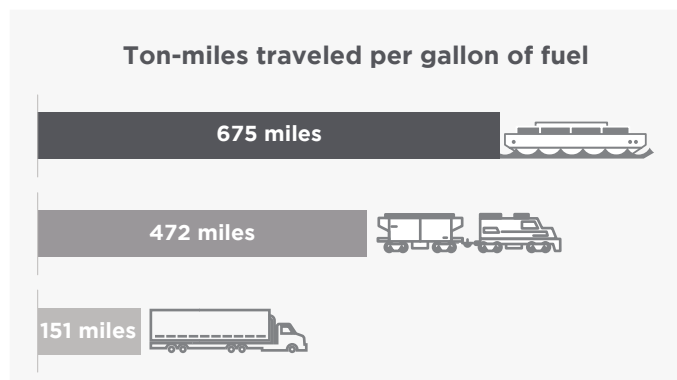 Ton-miles traveled per gallon of fuel
675 miles
472 miles
151 miles